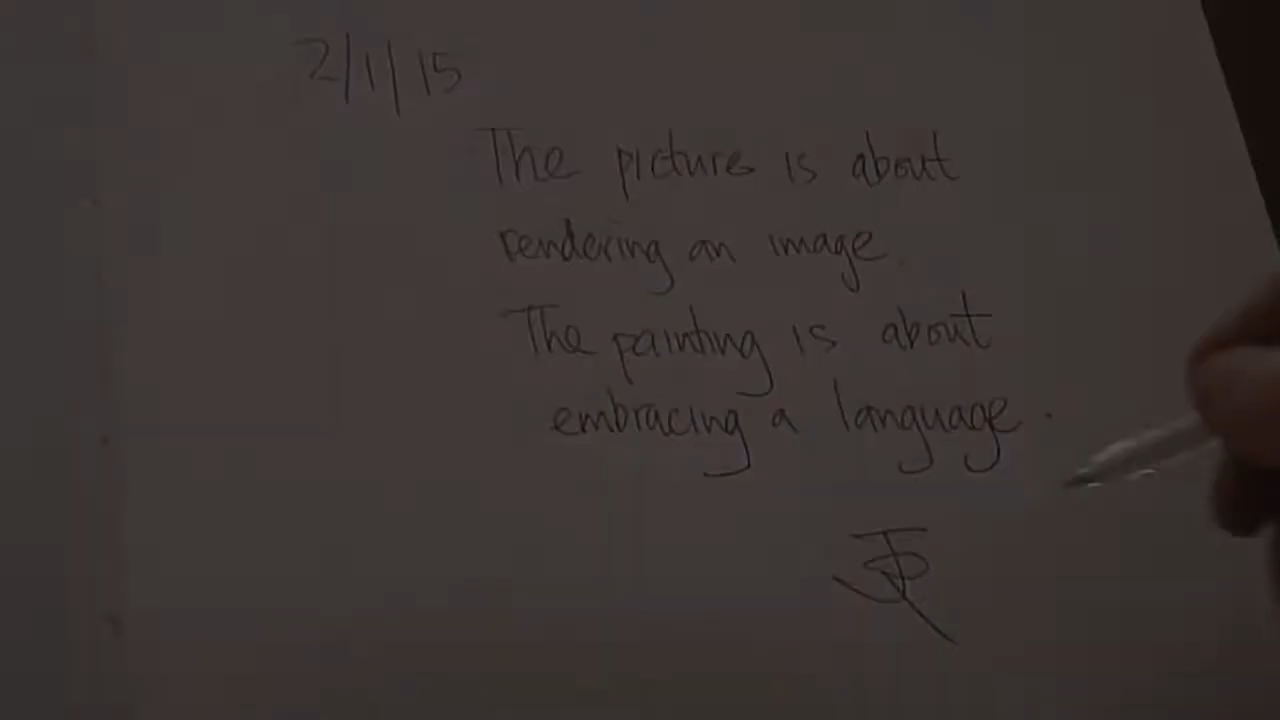 2/1/15
The picture is about
rendering an image.
The painting is about
embracing a language.